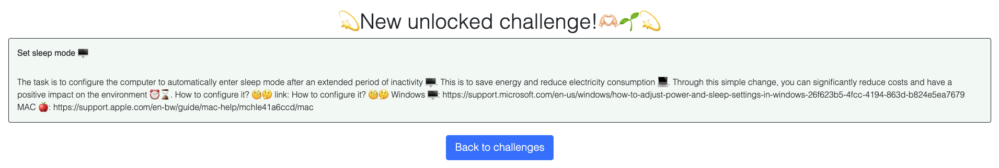 💫New unlocked challenge!🫶🏻🌱💫
Set sleep mode 🖥️
The task is to configure the computer to automatically enter sleep mode after an extended period of inactivity 🖥️. This is to save energy and reduce electricity consumption 💻. Through this simple change, you can significantly reduce costs and have a
positive impact on the environment ⏰⌛. How to configure it? 🧐🤔 link: How to configure it? 🧐🤔 Windows 🖥️: https://support.microsoft.com/en-us/windows/how-to-adjust-power-and-sleep-settings-in-windows-26f623b5-4fcc-4194-863d-b824e5ea7679
MAC 🍎: https://support.apple.com/en-bw/guide/mac-help/mchle41a6ccd/mac
Back to challenges